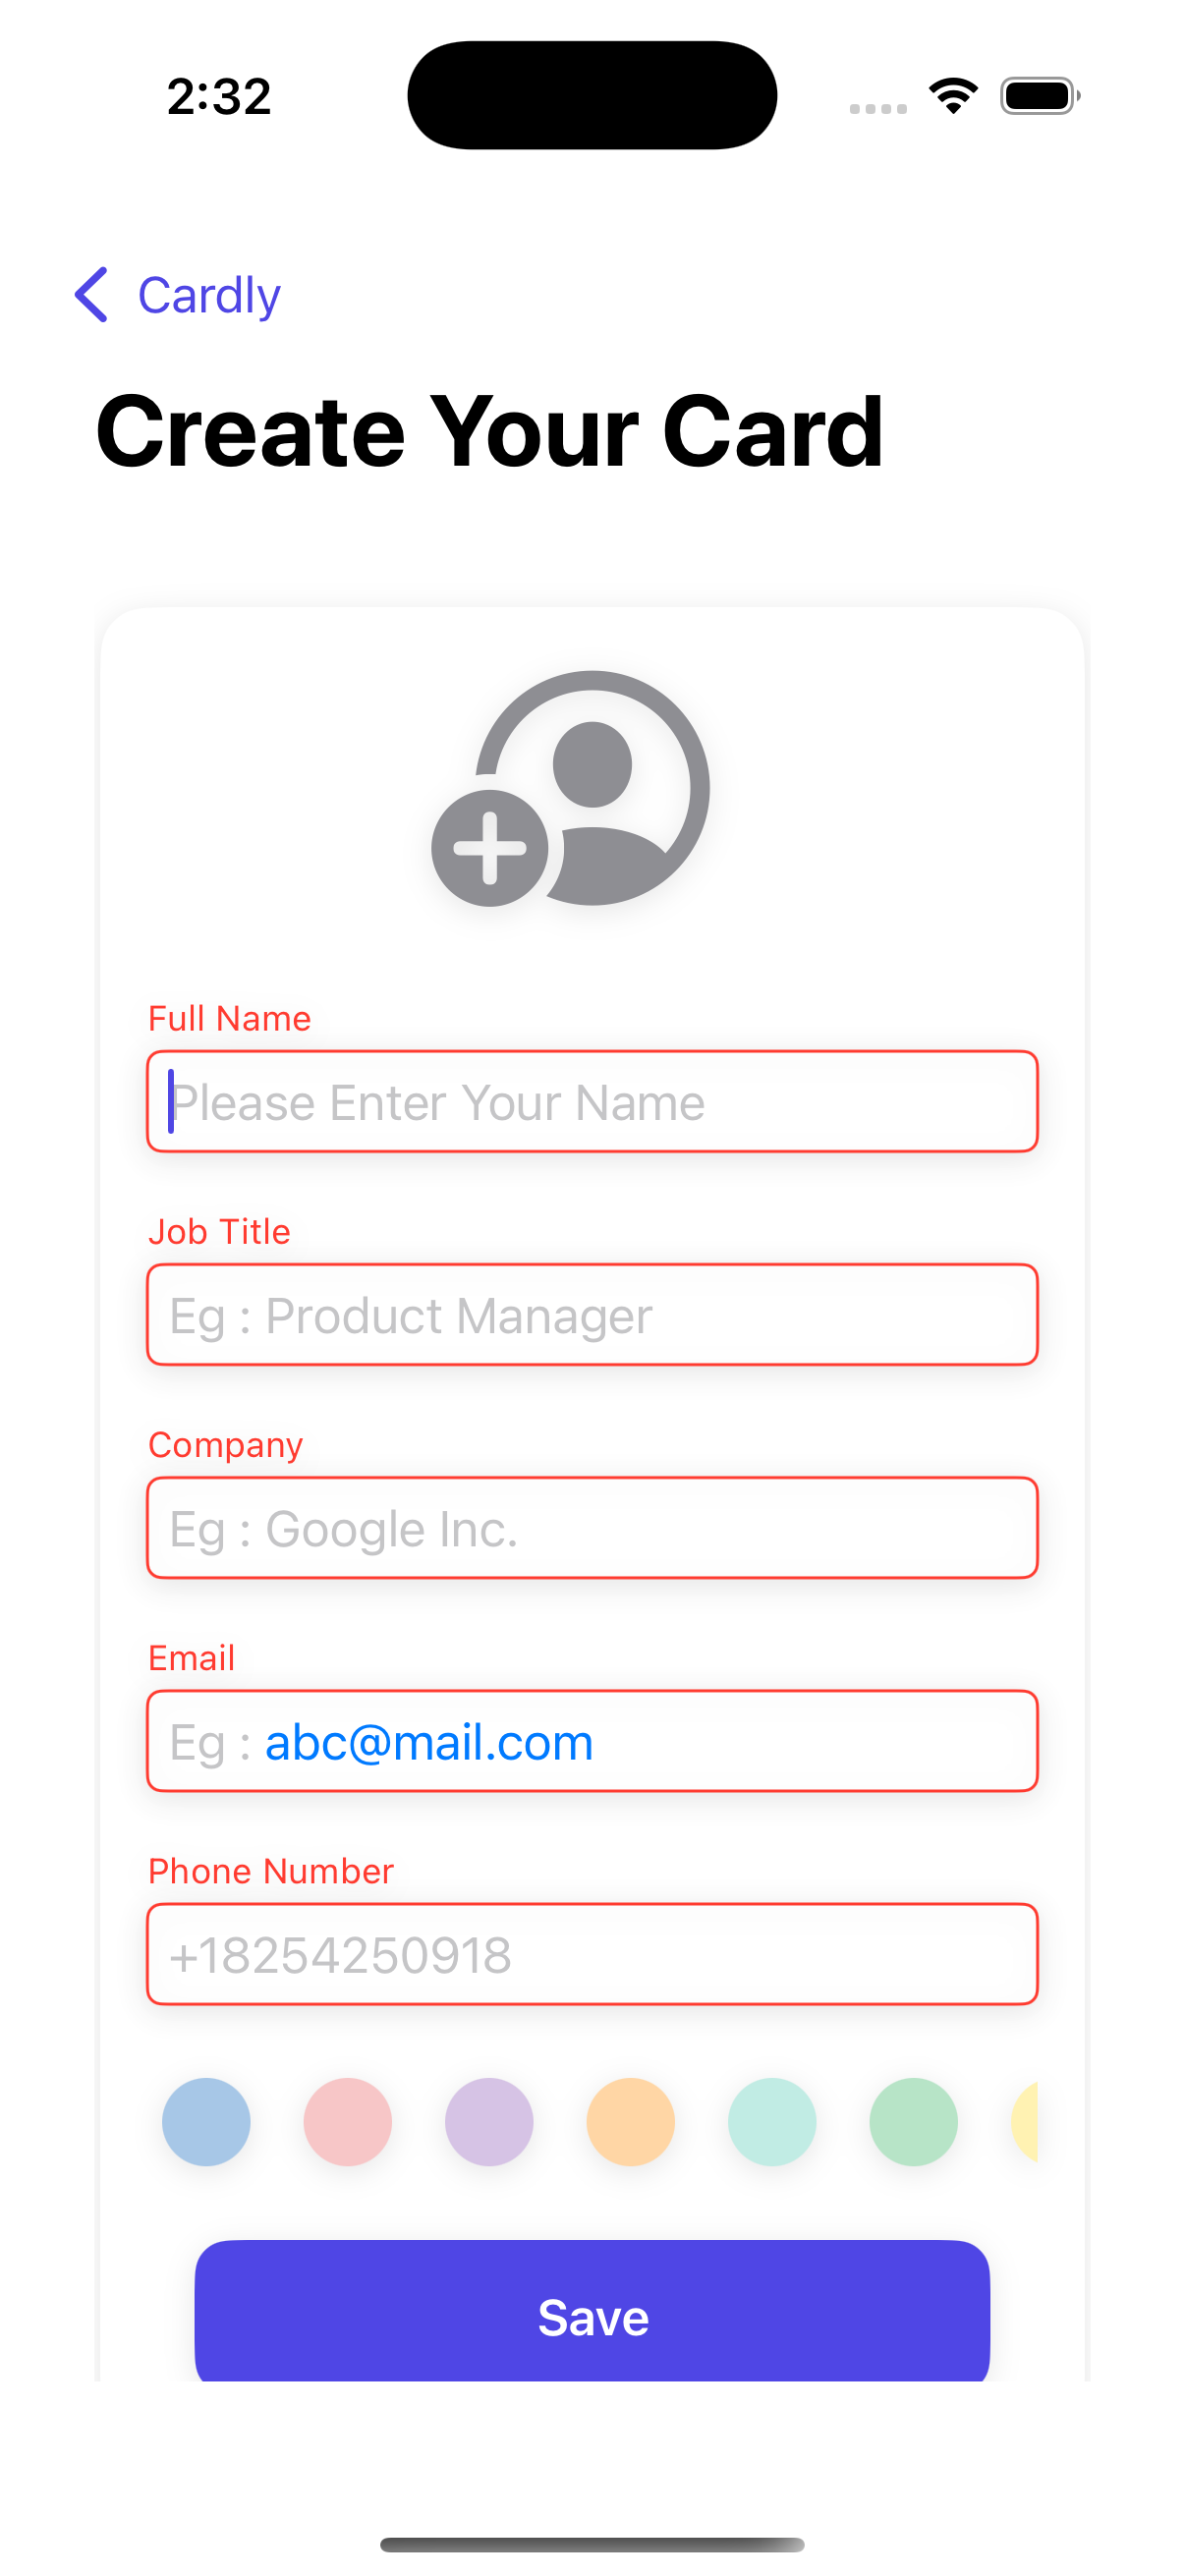 2:32
Cardly
Create Your Card
Full Name
Please Enter Your Name
Job Title
Eg : Product Manager
Company
Eg : Google Inc.
Email
Eg : abc@mail.com
Phone Number
+18254250918
Save